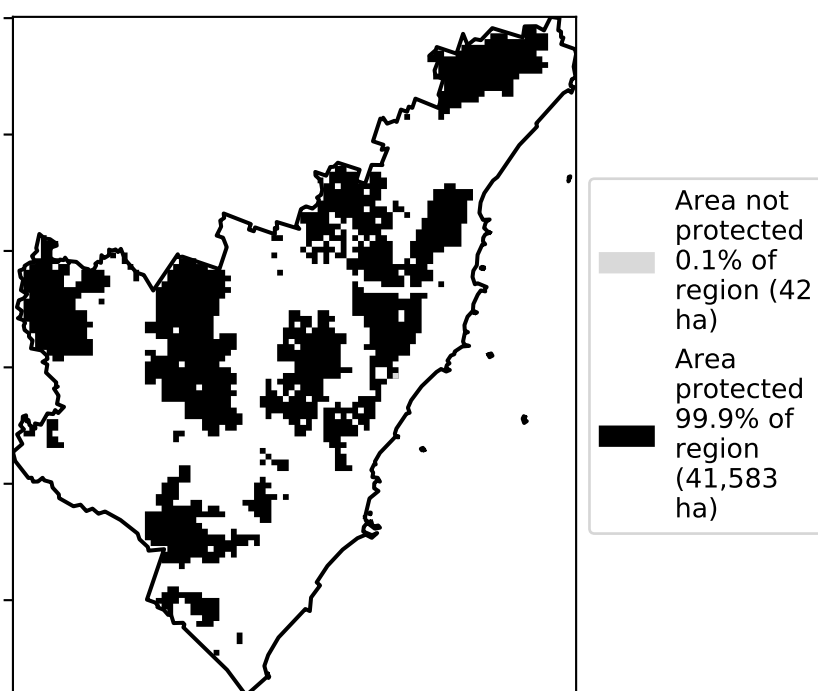 Area not
protected
0.1% of
region (42
ha)
Area
protected
99.9% of
region
(41,583
ha)